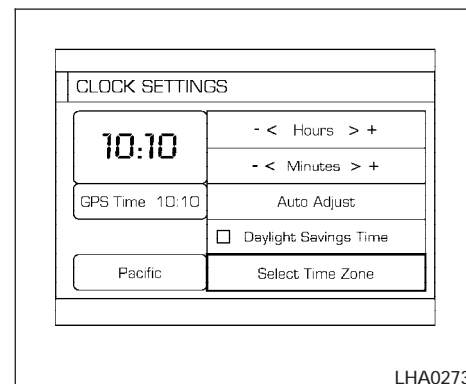 CLOCK SETTINGS
10:10
- < Hours > +
- < Minutes > +
GPS Time 10:10
Auto Adjust
Daylight Savings Time
Pacific
Select Time Zone
LHA0273